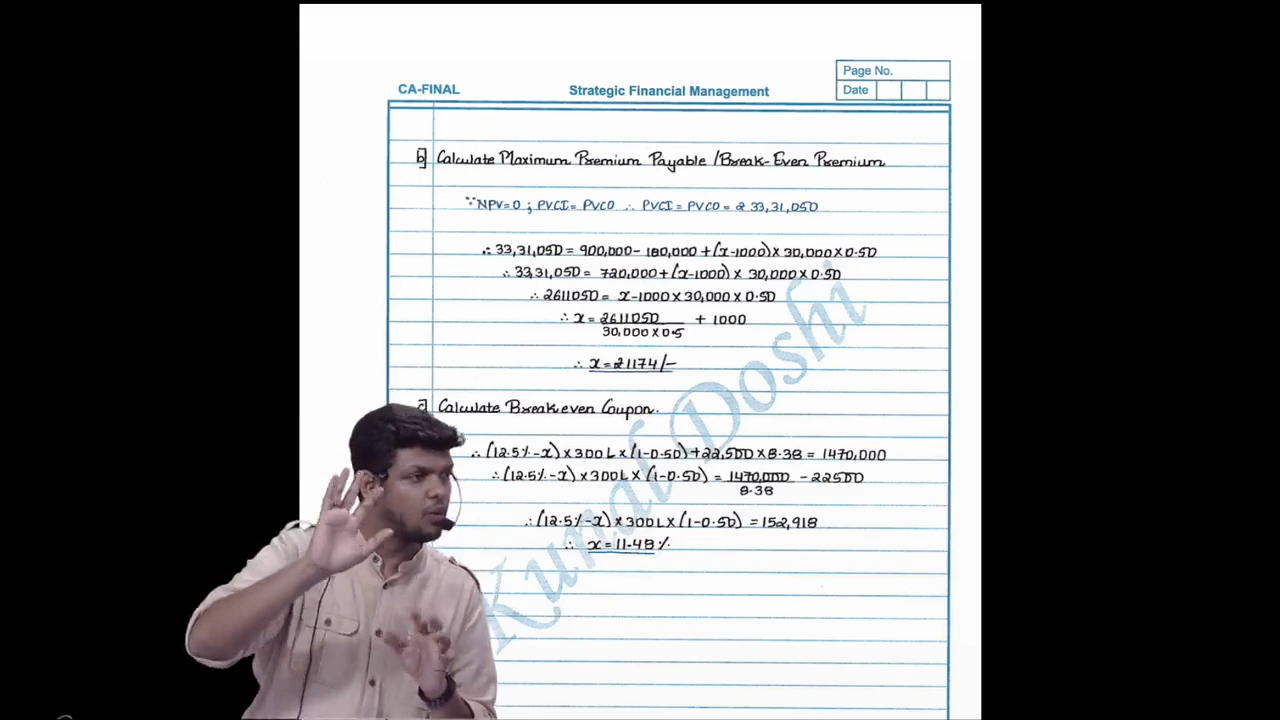 Page No.
CA-FINAL Strategic Financial Management Date
b] Calculate Maximum Premium Payable / Break-Even Premium
∵ NPV=0 ; PVCI = PVCO ∴ PVCI = PVCO = ₹ 33,31,050
∴ 33,31,050 = 900,000 - 180,000 + (x-1000) x 30,000 x 0.50
∴ 33,31,050 = 720,000 + (x-1000) x 30,000 x 0.50
∴ 2611050 = x-1000 x 30,000 x 0.50
∴ x = 2611050 + 1000
30,000 x 0.5
∴ x = 21174/-
Calculate Breakeven Coupon.
∴ (12.5%-x) x 300L x (1-0.50) + 22,500 x 8.38 = 1470,000
∴ (12.5%-x) x 300L x (1-0.50) = 1470,000 - 22500
8.38
∴ (12.5%-x) x 300L x (1-0.50) = 152,918
∴ x = 11.48%
Kunal Doshi